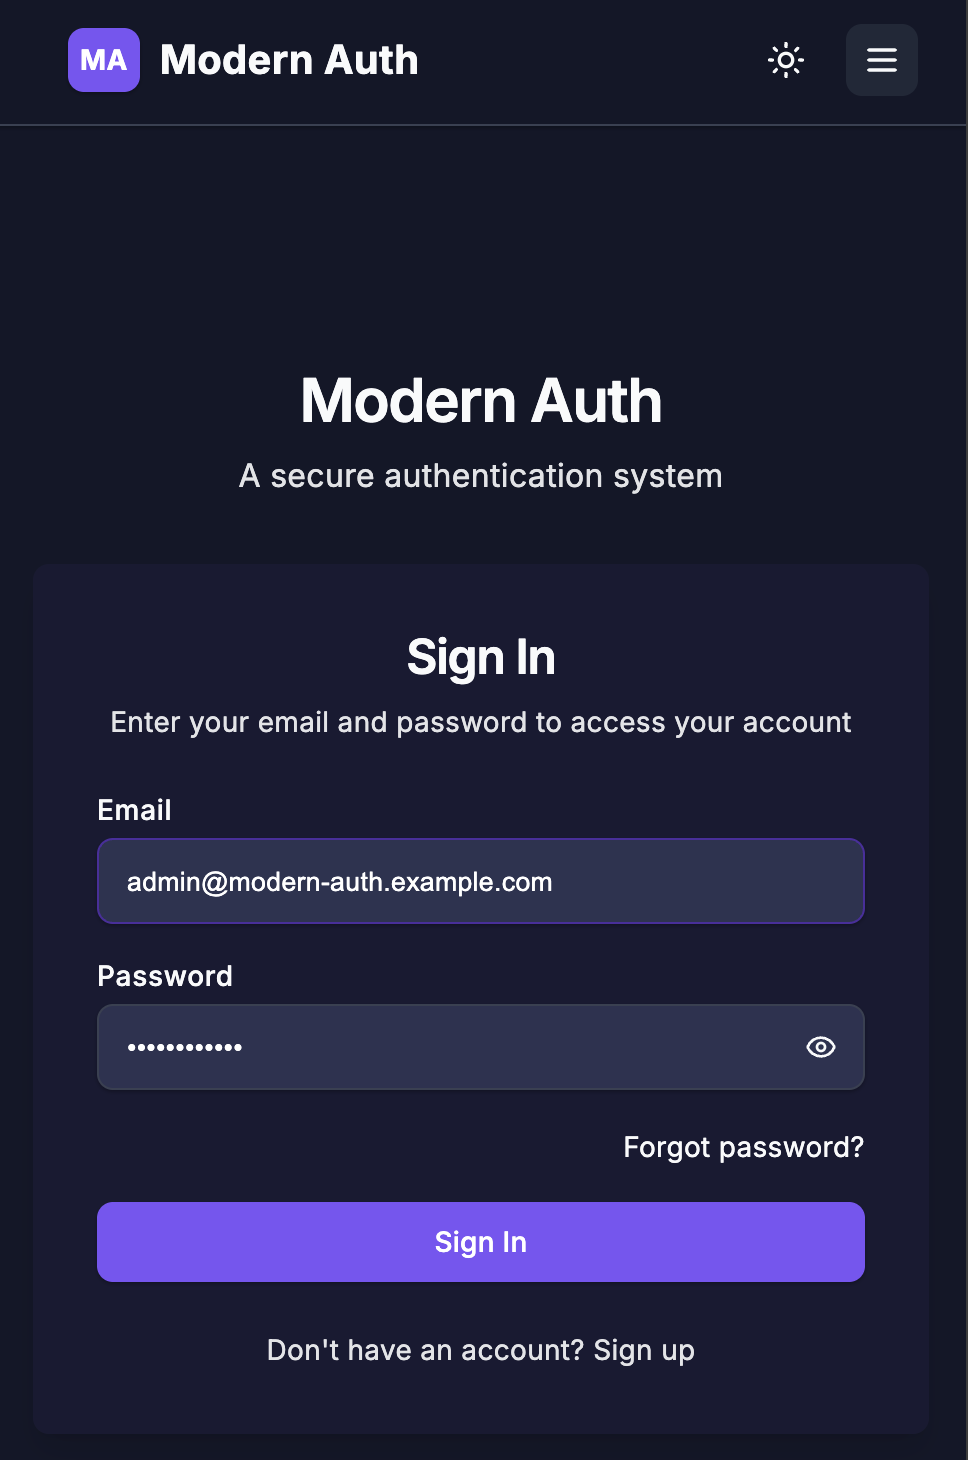 MA Modern Auth
Modern Auth
A secure authentication system
Sign In
Enter your email and password to access your account
Email
admin@modern-auth.example.com
Password
••••••••••••
Forgot password?
Sign In
Don't have an account? Sign up